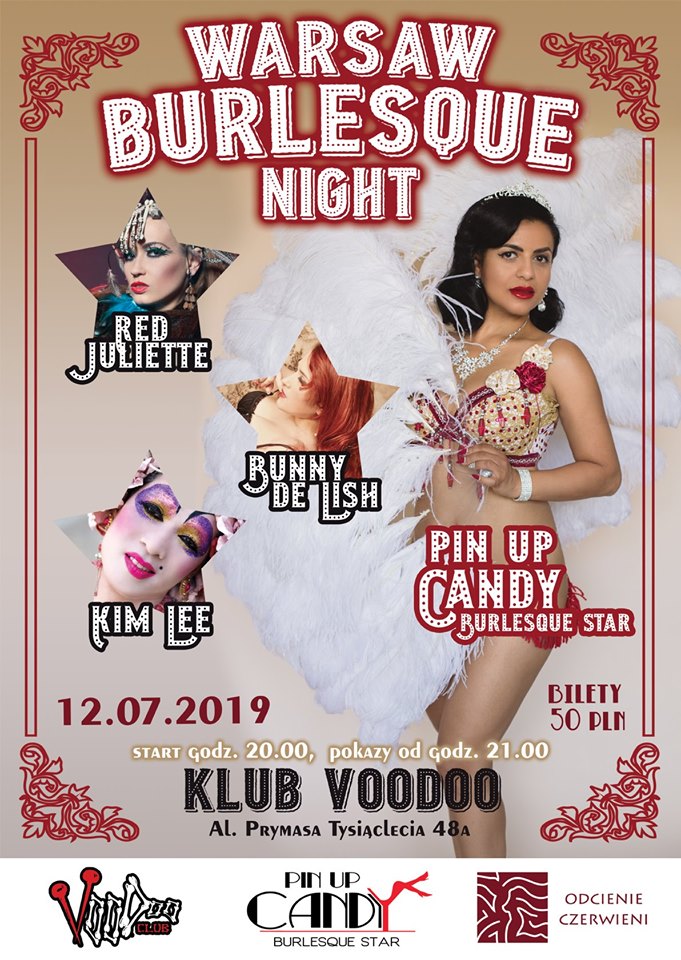 WARSAW
BURLESQUE
NIGHT
RED
JULIETTE
BUNNY
DE LISH
KIM LEE
PIN UP
CANDY
BURLESQUE STAR
12.07.2019
BILETY
50 PLN
START godz. 20.00, pokazy od godz. 21.00
KLUB VOODOO
Al. Prymasa Tysiąclecia 48a
VooDoo
CLUB
PIN UP
CANDY
BURLESQUE STAR
ODCIENIE
CZERWIENI